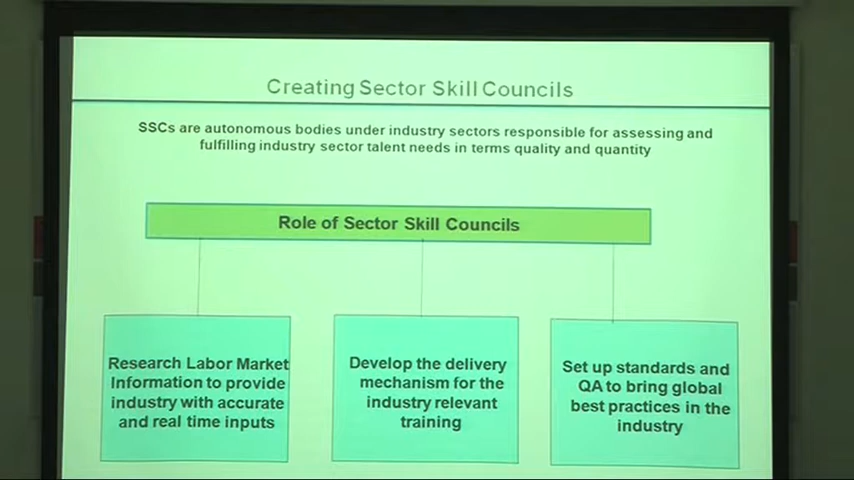 Creating Sector Skill Councils
SSCs are autonomous bodies under industry sectors responsible for assessing and
fulfilling industry sector talent needs in terms quality and quantity
Role of Sector Skill Councils
Research Labor Market
Information to provide
industry with accurate
and real time inputs
Develop the delivery
mechanism for the
industry relevant
training
Set up standards and
QA to bring global
best practices in the
industry